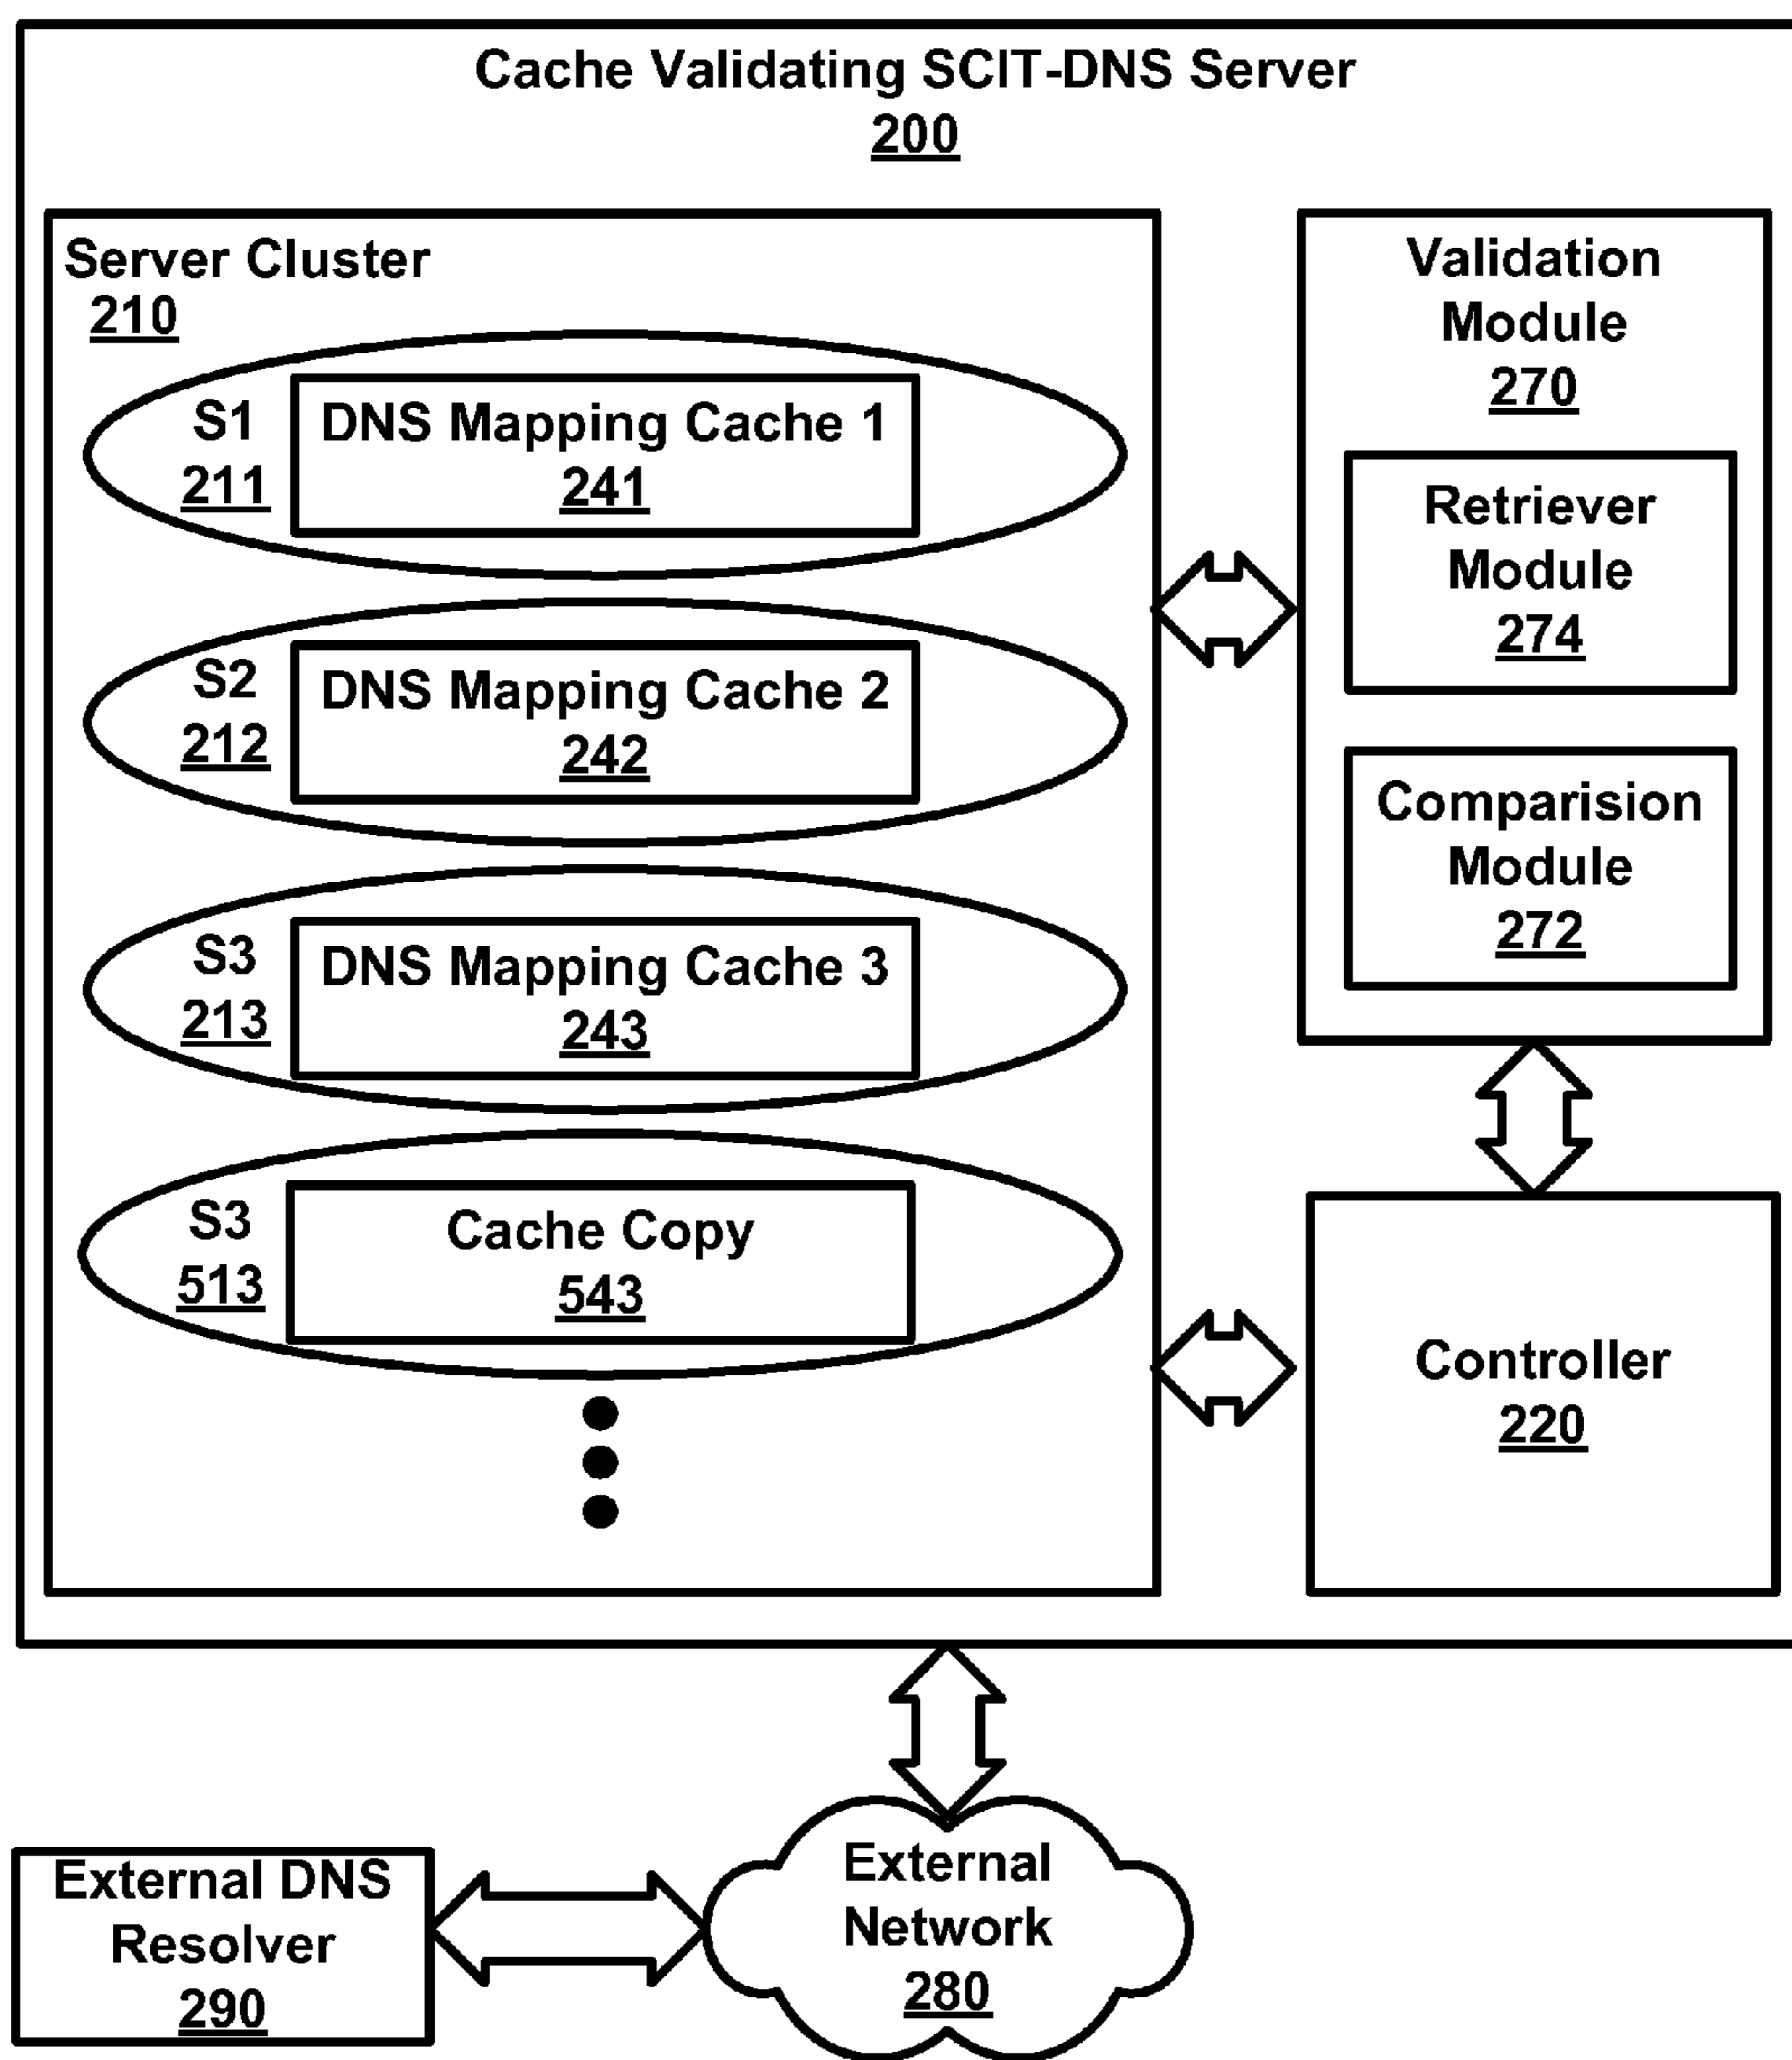 Cache Validating SCIT-DNS Server
200
Server Cluster
210
S1
211
DNS Mapping Cache 1
241
S2
212
DNS Mapping Cache 2
242
S3
213
DNS Mapping Cache 3
243
S3
513
Cache Copy
543
Validation
Module
270
Retriever
Module
274
Comparision
Module
272
Controller
220
External DNS
Resolver
290
External
Network
280